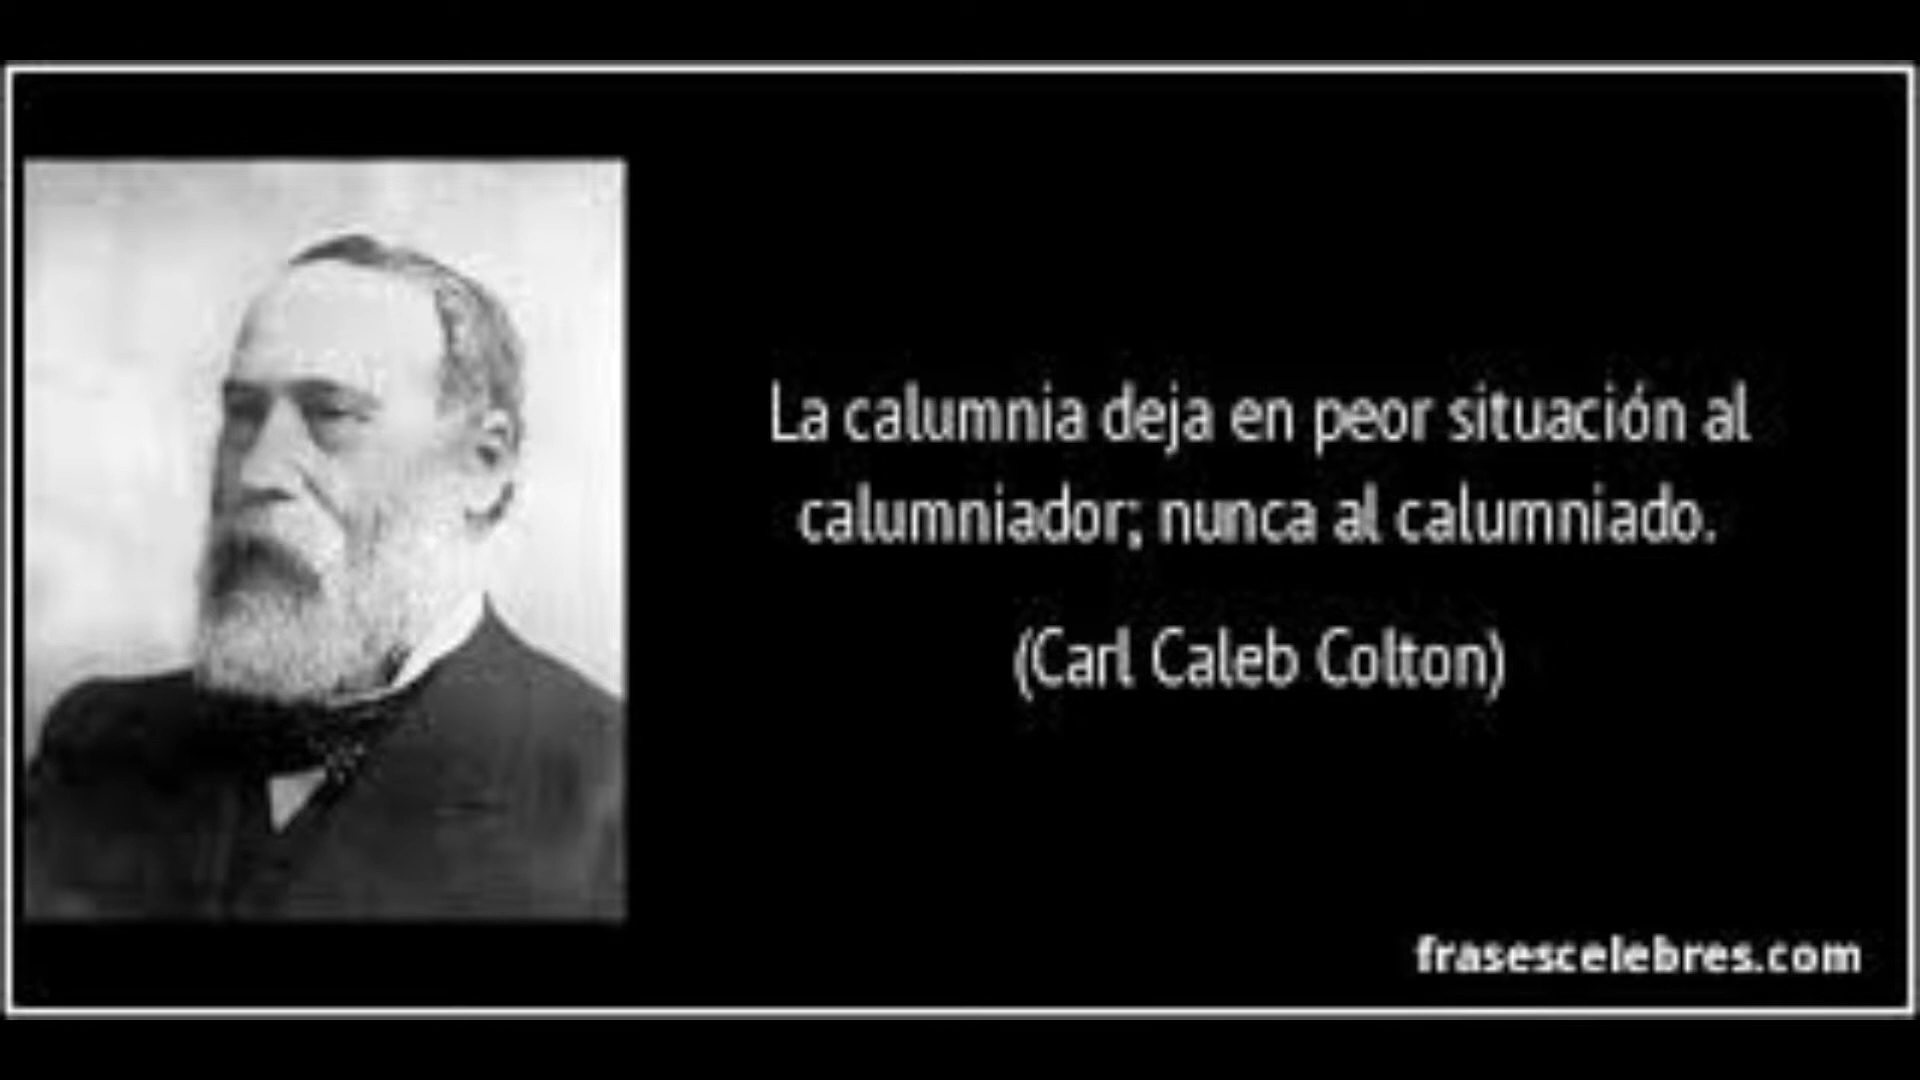 La calumnia deja en peor situación al
calumniador; nunca al calumniado.
(Carl Caleb Colton)
frasescelebres.com